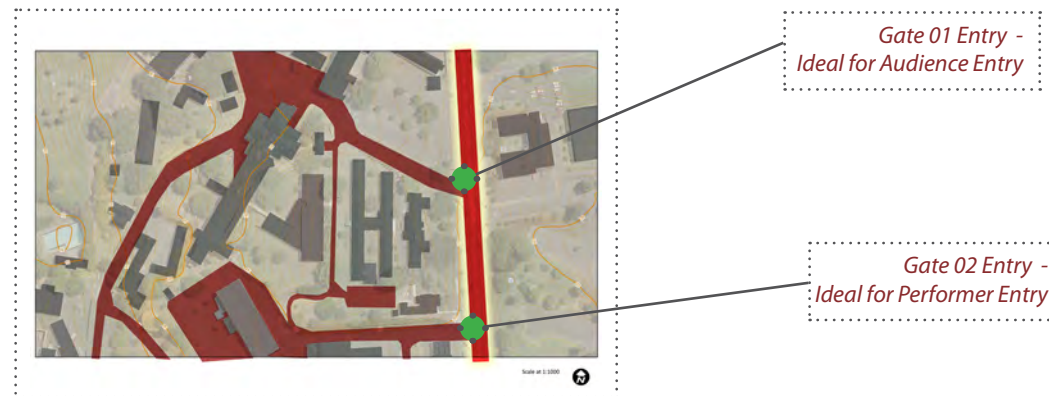 Gate 01 Entry -
Ideal for Audience Entry
Gate 02 Entry -
Ideal for Performer Entry
Scale at 1:1000
N